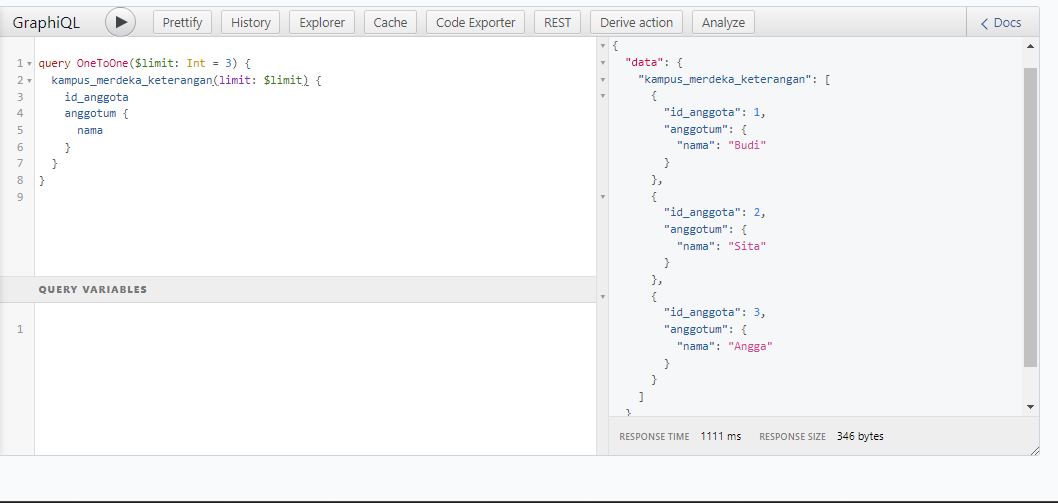 GraphiQL Prettify History Explorer Cache Code Exporter REST Derive action Analyze Docs
1 query OneToOne($limit: Int = 3) {
2 kampus_merdeka_keterangan(limit: $limit) {
3 id_anggota
4 anggotum {
5 nama
6 }
7 }
8 }
9
QUERY VARIABLES
1
{
"data": {
"kampus_merdeka_keterangan": [
{
"id_anggota": 1,
"anggotum": {
"nama": "Budi"
}
},
{
"id_anggota": 2,
"anggotum": {
"nama": "Sita"
}
},
{
"id_anggota": 3,
"anggotum": {
"nama": "Angga"
}
}
]
}
RESPONSE TIME 1111 ms RESPONSE SIZE 346 bytes